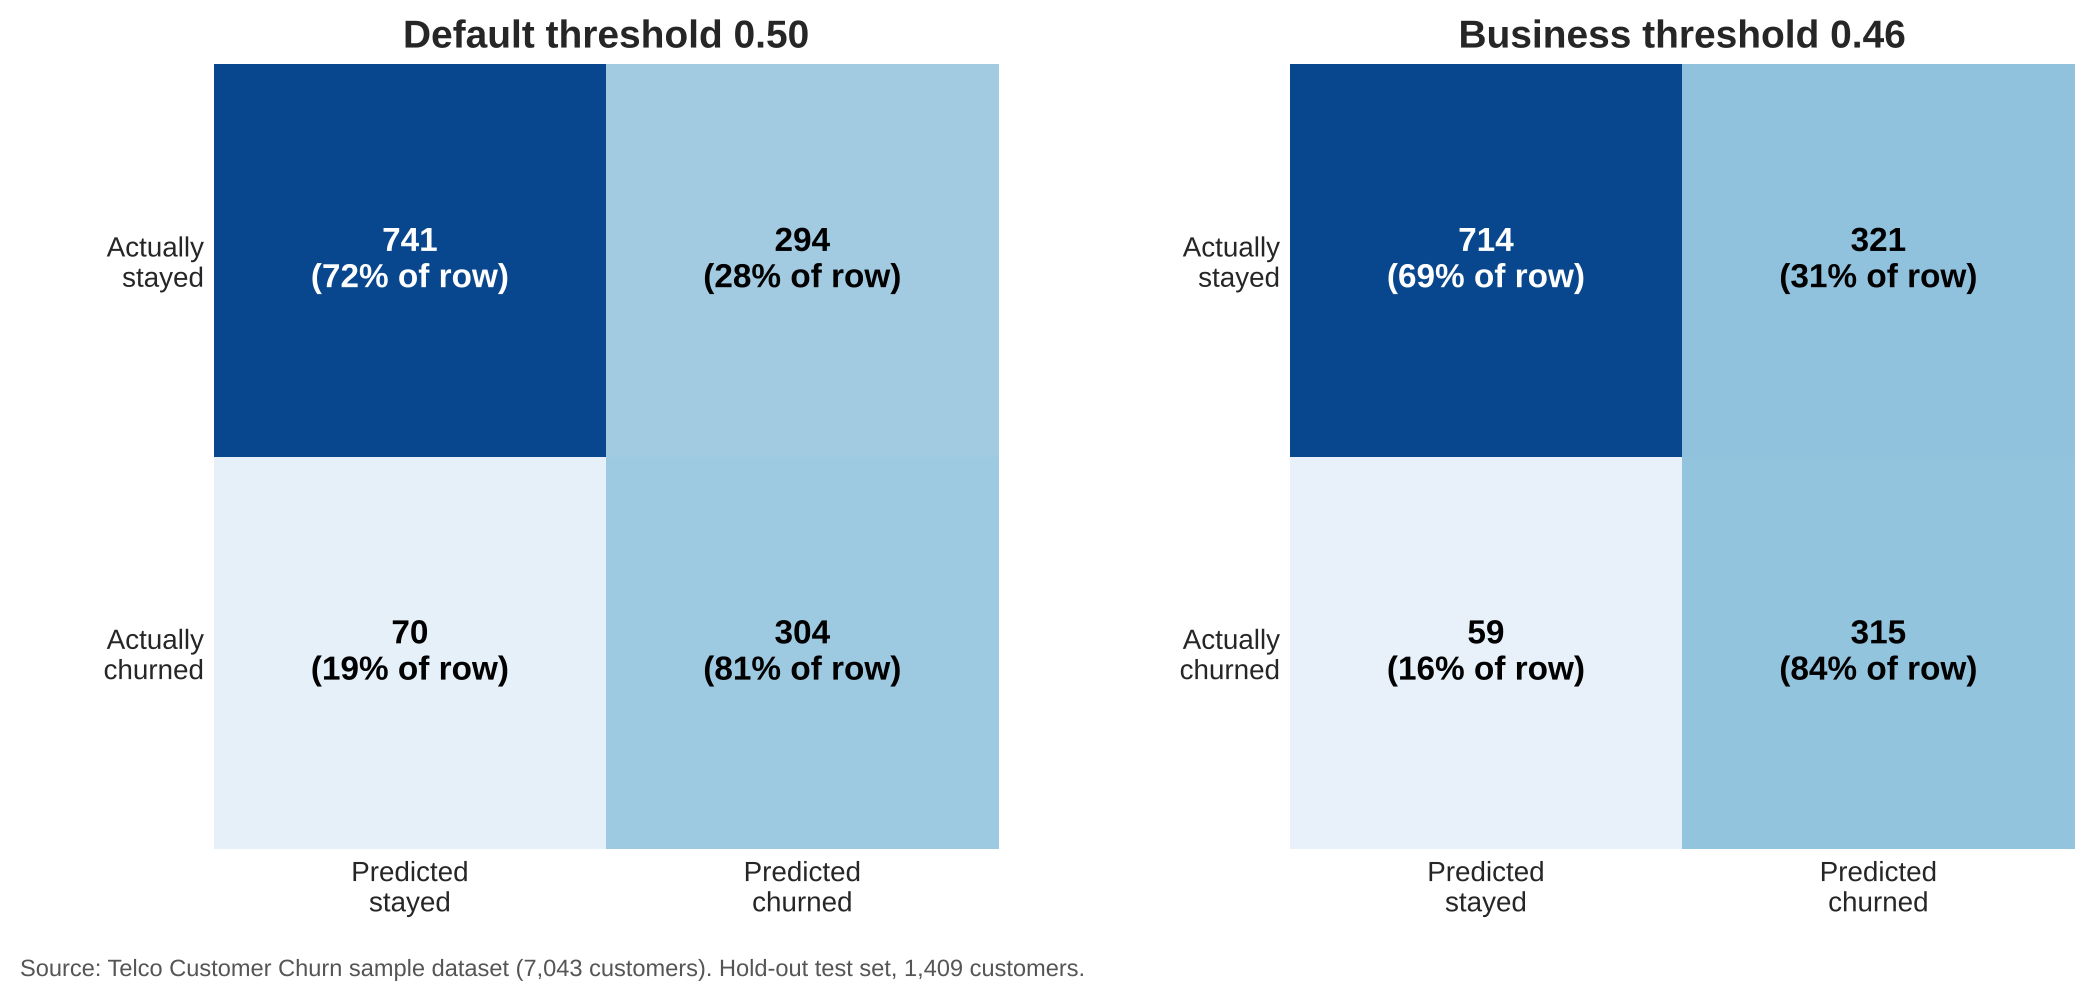 Default threshold 0.50
Actually
stayed
741
(72% of row)
294
(28% of row)
Actually
churned
70
(19% of row)
304
(81% of row)
Predicted
stayed
Predicted
churned
Business threshold 0.46
Actually
stayed
714
(69% of row)
321
(31% of row)
Actually
churned
59
(16% of row)
315
(84% of row)
Predicted
stayed
Predicted
churned
Source: Telco Customer Churn sample dataset (7,043 customers). Hold-out test set, 1,409 customers.